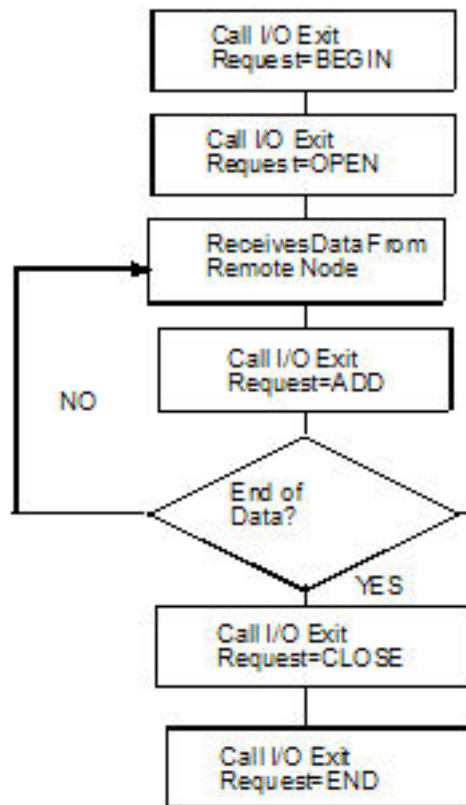 Call I/O Exit
Request=BEGIN
Call I/O Exit
Request=OPEN
Receives Data From
Remote Node
Call I/O Exit
Request=ADD
NO
End of
Data?
YES
Call I/O Exit
Request=CLOSE
Call I/O Exit
Request=END